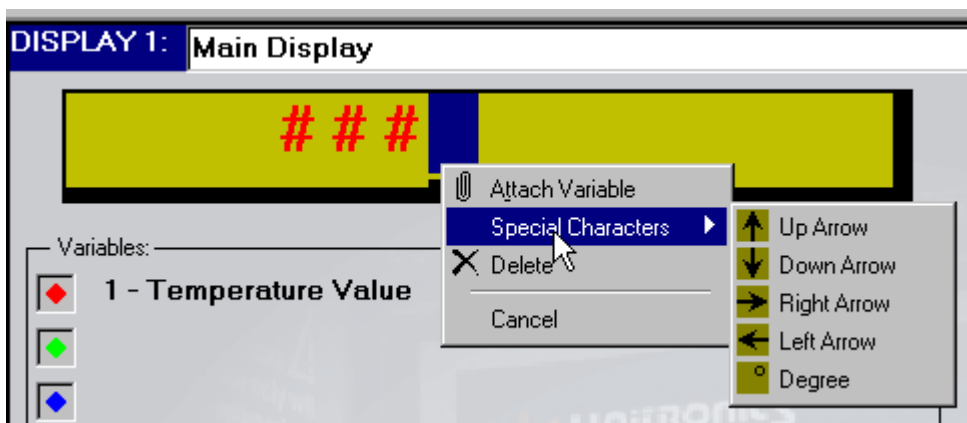 DISPLAY 1: Main Display
# # #
Attach Variable
Special Characters
Delete
Cancel
Up Arrow
Down Arrow
Right Arrow
Left Arrow
Degree
Variables:
1 - Temperature Value